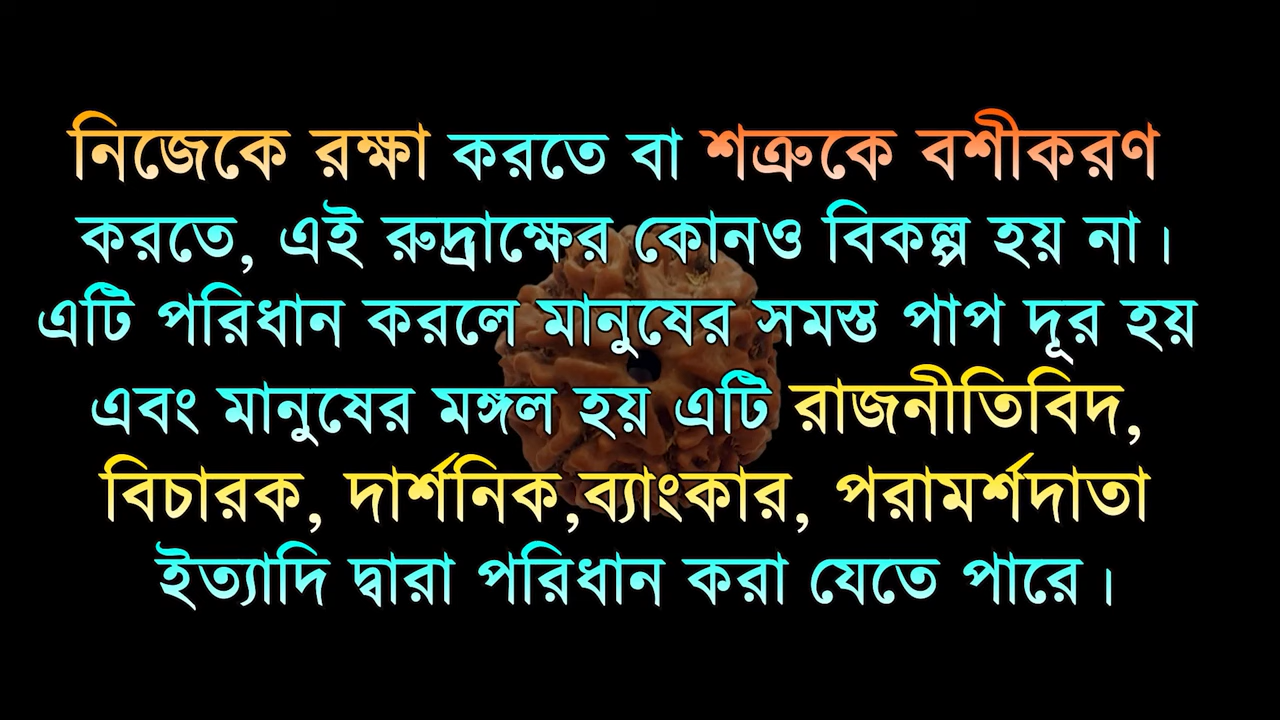 নিজেকে রক্ষা করতে বা শত্রুকে বশীকরণ
করতে, এই রুদ্রাক্ষের কোনও বিকল্প হয় না।
এটি পরিধান করলে মানুষের সমস্ত পাপ দূর হয়
এবং মানুষের মঙ্গল হয় এটি রাজনীতিবিদ,
বিচারক, দার্শনিক,ব্যাংকার, পরামর্শদাতা
ইত্যাদি দ্বারা পরিধান করা যেতে পারে।